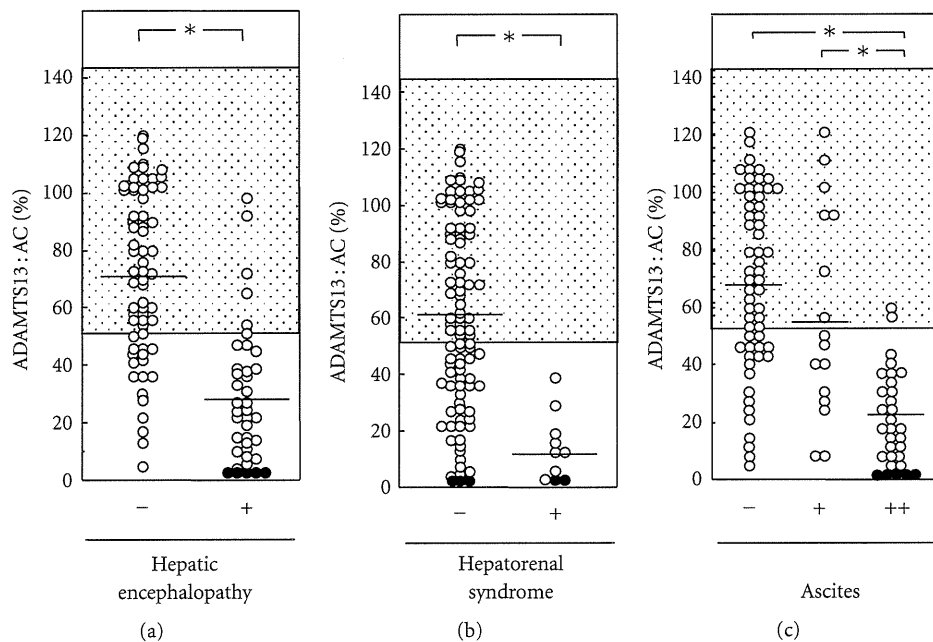 *
ADAMTS13 : AC (%)
140
120
100
80
60
40
20
0
− +
Hepatic
encephalopathy
(a)
*
ADAMTS13 : AC (%)
140
120
100
80
60
40
20
0
− +
Hepatorenal
syndrome
(b)
*
*
ADAMTS13 : AC (%)
140
120
100
80
60
40
20
0
− + ++
Ascites
(c)